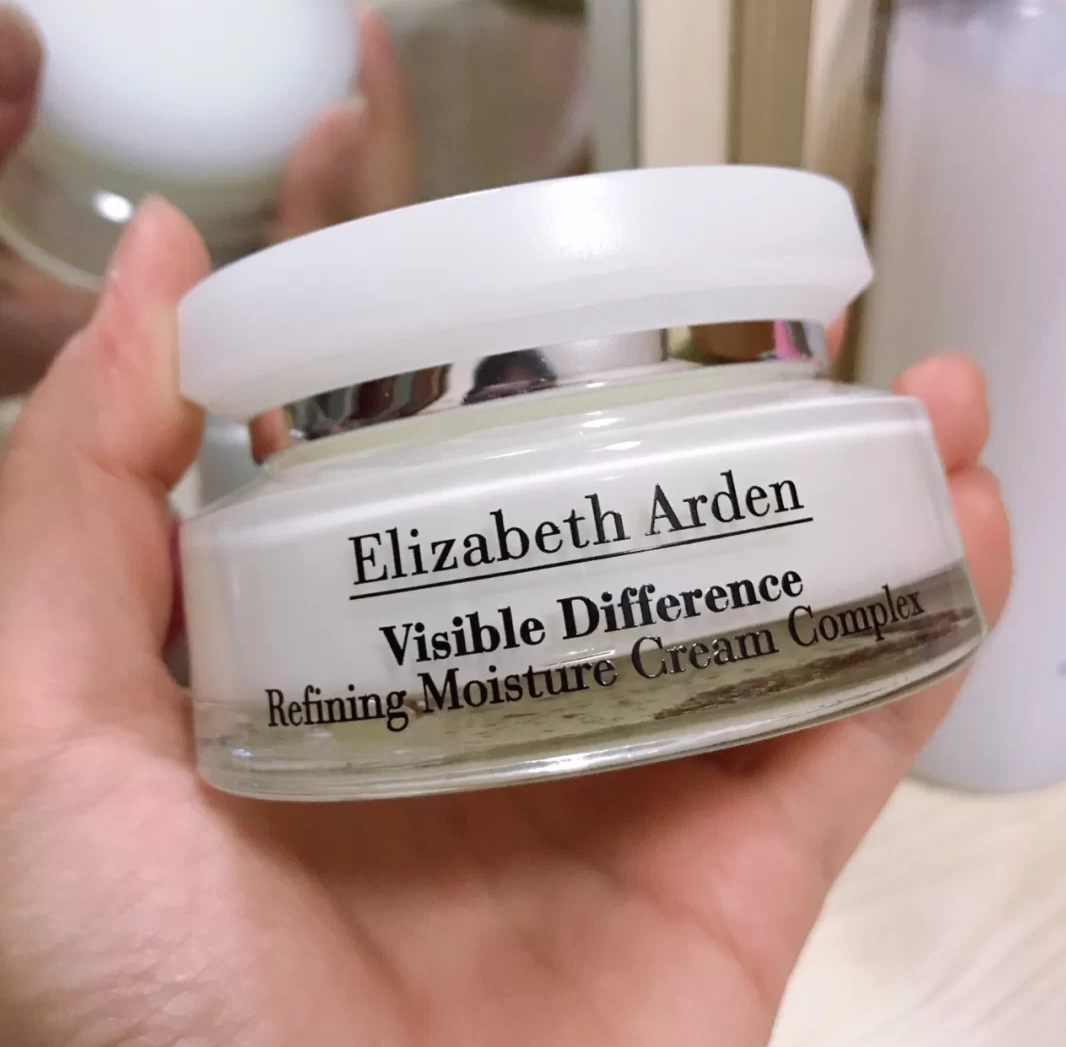 Elizabeth Arden
Visible Difference
Refining Moisture Cream Complex